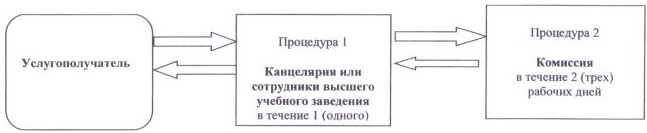 Услугополучатель
Процедура 1
Канцелярия или
сотрудники высшего
учебного заведения
в течение 1 (одного)
Процедура 2
Комиссия
в течение 2 (трех)
рабочих дней